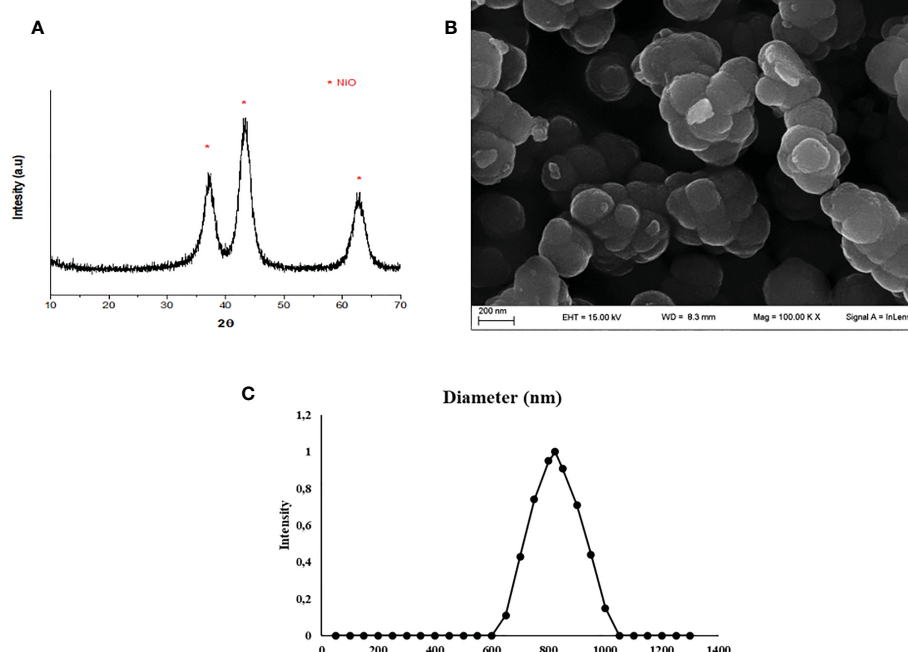 A
* NiO
*
*
*
Intesity (a.u)
10 20 30 40 50 60 70
2θ
B
200 nm
EHT = 15.00 kV WD = 8.3 mm Mag = 100.00 K X Signal A = InLens
C
Diameter (nm)
Intensity
1,2
1
0,8
0,6
0,4
0,2
0
0 200 400 600 800 1000 1200 1400